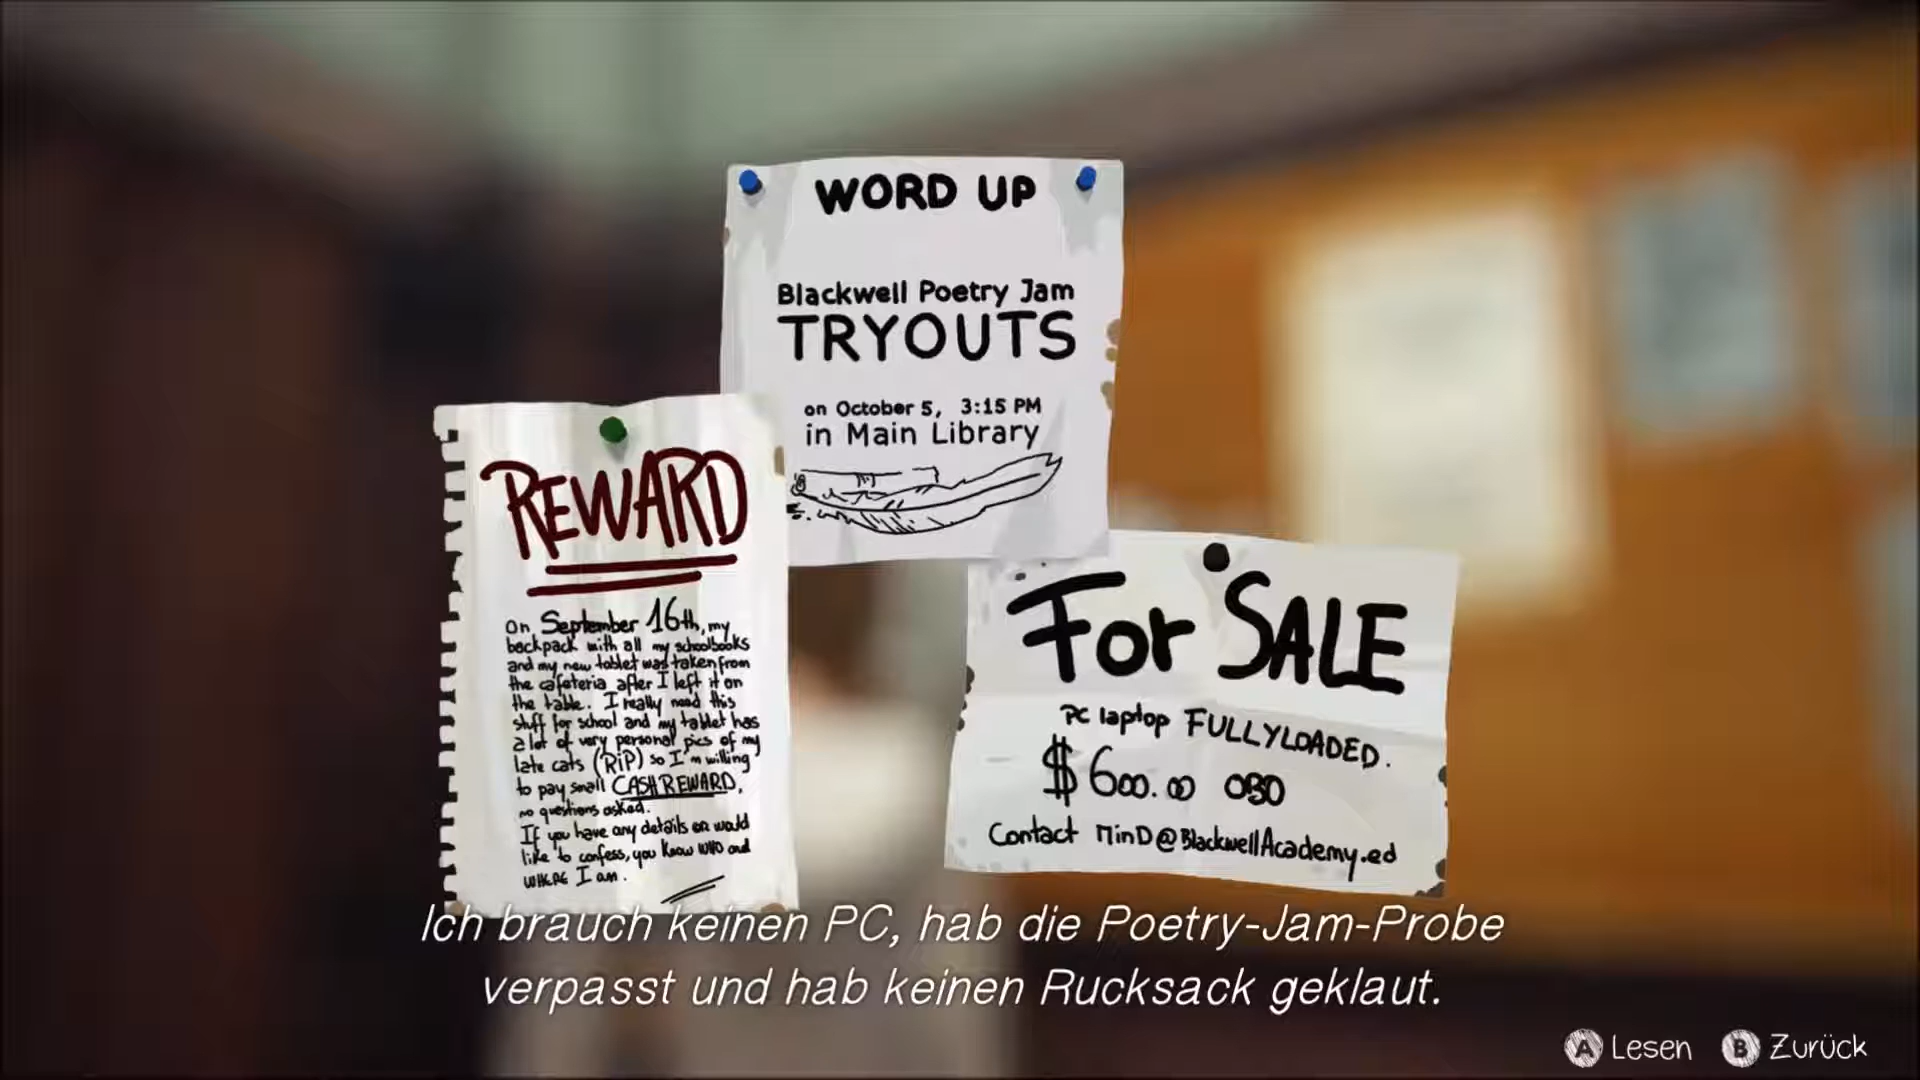 WORD UP
Blackwell Poetry Jam
TRYOUTS
on October 5, 3:15 PM
in Main Library
REWARD
On September 16th, my
backpack with all my schoolbooks
and my new tablet was taken from
the cafeteria after I left it on
the table. I really need this
stuff for school and my tablet has
a lot of very personal pics of my
late cats (RiP) so I'm willing
to pay small CASH REWARD,
no questions asked.
If you have any details or would
like to confess, you know WHO and
WHERE I am.
For SALE
PC laptop FULLYLOADED.
$600.00 OBO
Contact MinD@BlackwellAcademy.ed
Ich brauch keinen PC, hab die Poetry-Jam-Probe
verpasst und hab keinen Rucksack geklaut.
A Lesen B Zurück